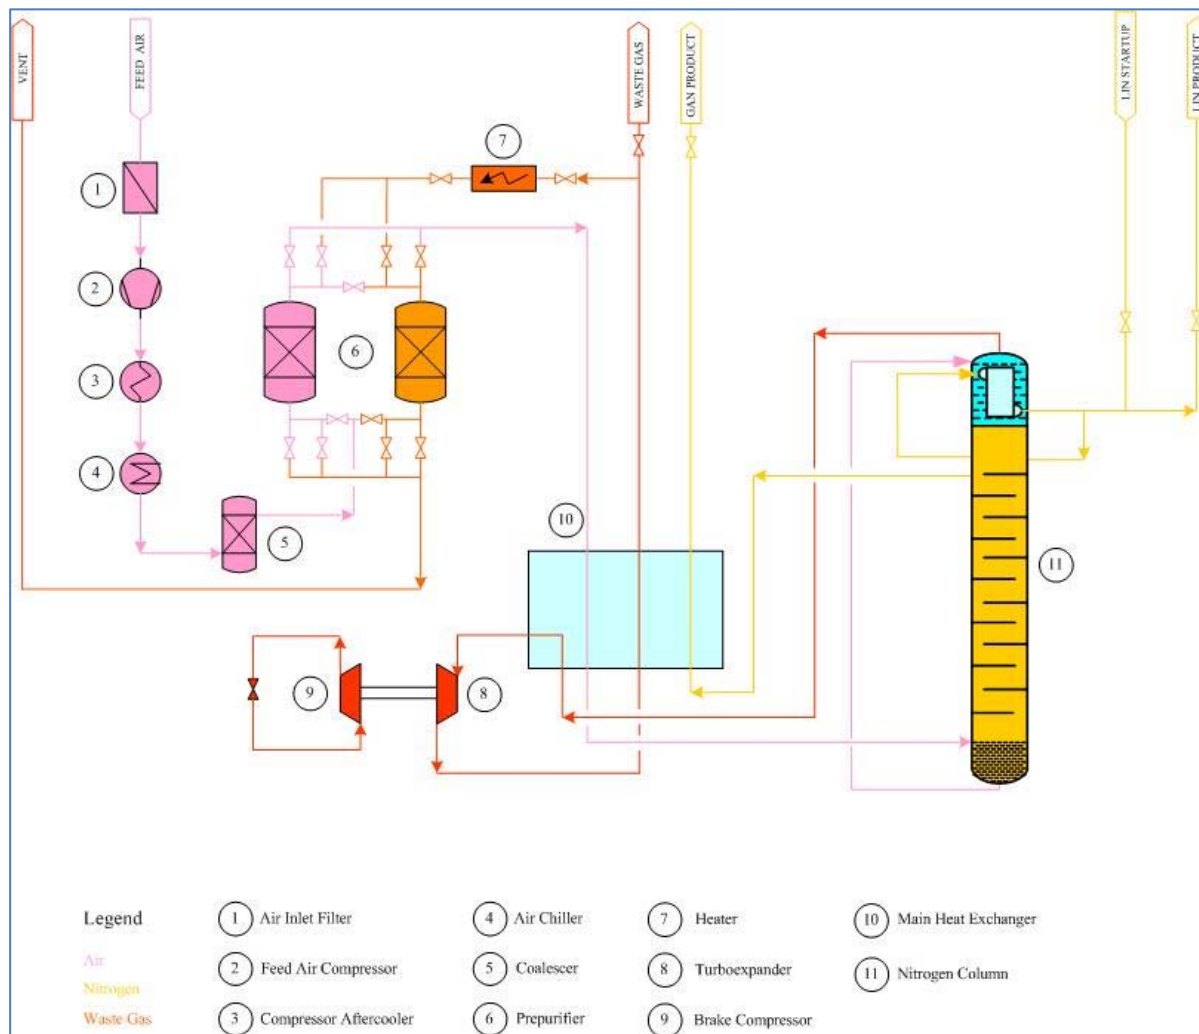 VENT
FEED AIR
WASTE GAS
GAN PRODUCT
LIN STARTUP
LIN PRODUCT
7
1
2
6
3
4
10
5
11
9
8
Legend
Air
Nitrogen
Waste Gas
1 Air Inlet Filter
2 Feed Air Compressor
3 Compressor Aftercooler
4 Air Chiller
5 Coalescer
6 Prepurifier
7 Heater
8 Turboexpander
9 Brake Compressor
10 Main Heat Exchanger
11 Nitrogen Column